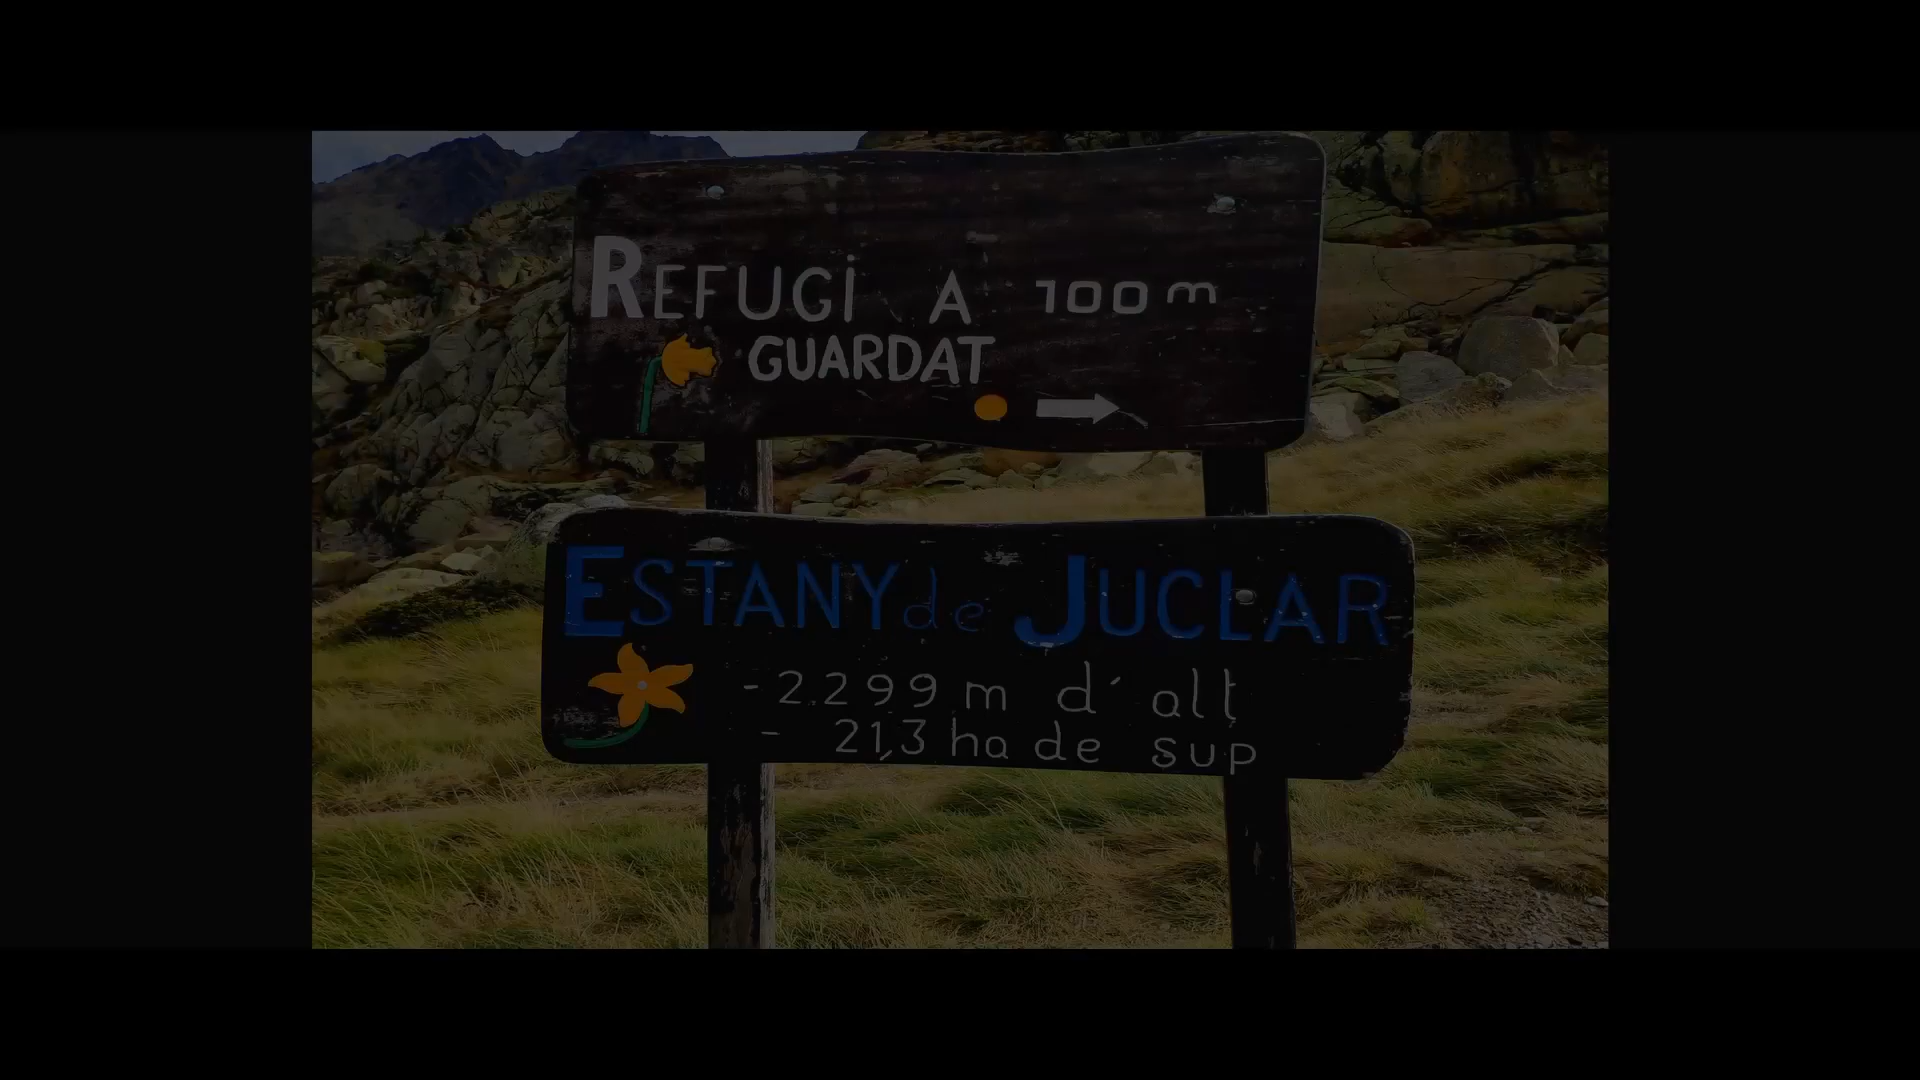 REFUGI A 100m
GUARDAT
ESTANY de JUCLAR
- 2.299 m d' alt
- 21,3 ha de sup